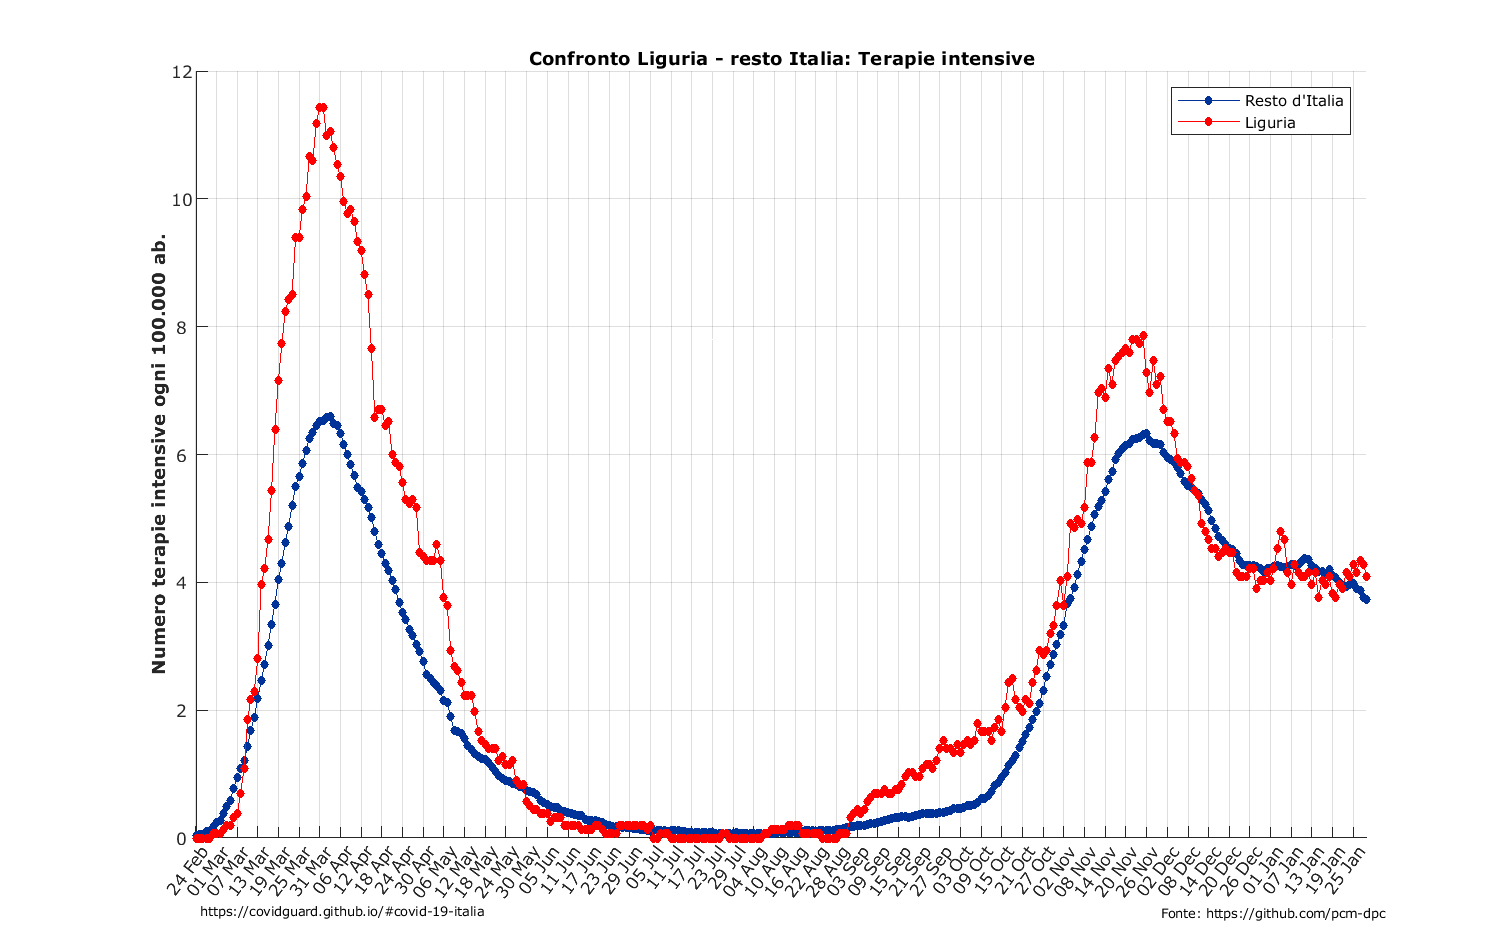 Confronto Liguria - resto Italia: Terapie intensive
Resto d'Italia
Liguria
Numero terapie intensive ogni 100.000 ab.
12
10
8
6
4
2
0
24 Feb
01 Mar
07 Mar
13 Mar
19 Mar
25 Mar
31 Mar
06 Apr
12 Apr
18 Apr
24 Apr
30 Apr
06 May
12 May
18 May
24 May
30 May
05 Jun
11 Jun
17 Jun
23 Jun
29 Jun
05 Jul
11 Jul
17 Jul
23 Jul
29 Jul
04 Aug
10 Aug
16 Aug
22 Aug
28 Aug
03 Sep
09 Sep
15 Sep
21 Sep
27 Sep
03 Oct
09 Oct
15 Oct
21 Oct
27 Oct
02 Nov
08 Nov
14 Nov
20 Nov
26 Nov
02 Dec
08 Dec
14 Dec
20 Dec
26 Dec
01 Jan
07 Jan
13 Jan
19 Jan
25 Jan
https://covidguard.github.io/#covid-19-italia
Fonte: https://github.com/pcm-dpc